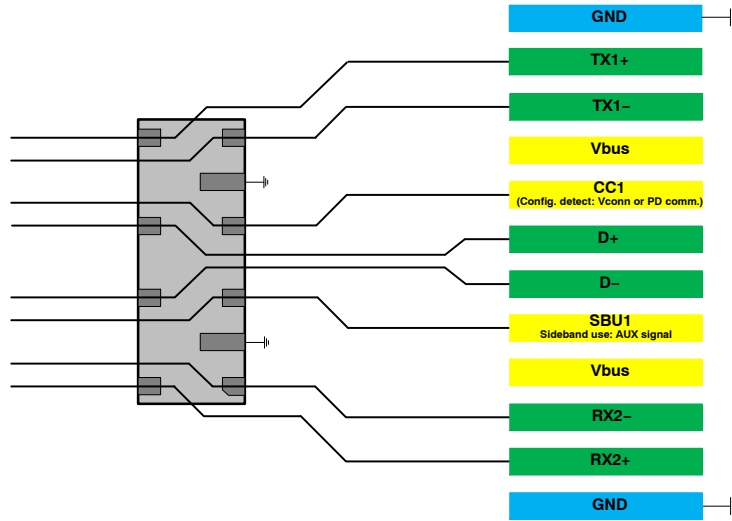 GND
TX1+
TX1−
Vbus
CC1
(Config. detect: Vconn or PD comm.)
D+
D−
SBU1
Sideband use: AUX signal
Vbus
RX2−
RX2+
GND